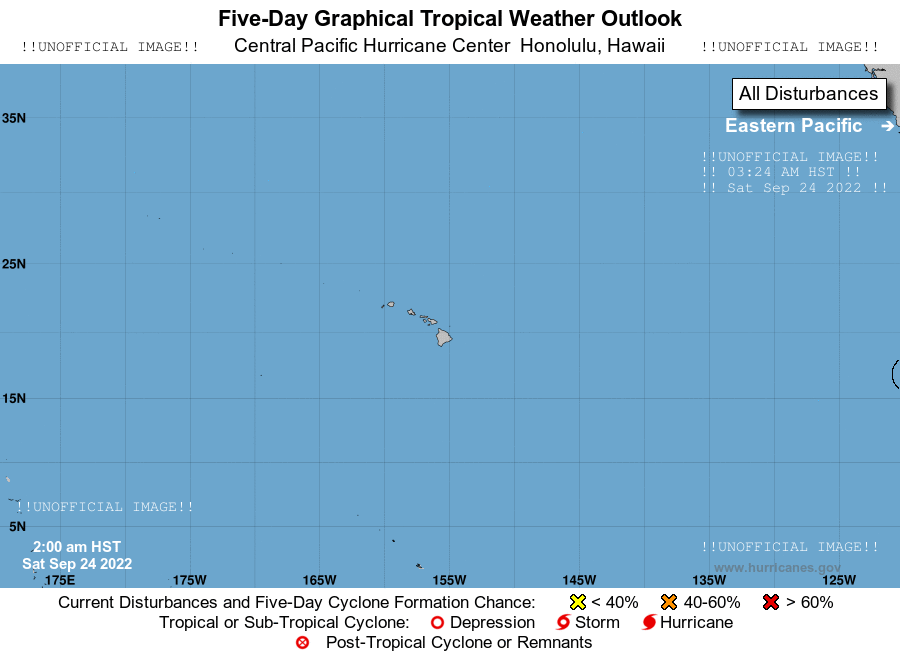 Five-Day Graphical Tropical Weather Outlook
!!UNOFFICIAL IMAGE!! Central Pacific Hurricane Center Honolulu, Hawaii !!UNOFFICIAL IMAGE!!
All Disturbances
35N
Eastern Pacific ➔
!!UNOFFICIAL IMAGE!!
!! 03:24 AM HST !!
!! Sat Sep 24 2022 !!
25N
15N
!!UNOFFICIAL IMAGE!!
5N
2:00 am HST !!UNOFFICIAL IMAGE!!
Sat Sep 24 2022 www.hurricanes.gov
175E 175W 165W 155W 145W 135W 125W
Current Disturbances and Five-Day Cyclone Formation Chance: < 40% 40-60% > 60%
Tropical or Sub-Tropical Cyclone: Depression Storm Hurricane
Post-Tropical Cyclone or Remnants